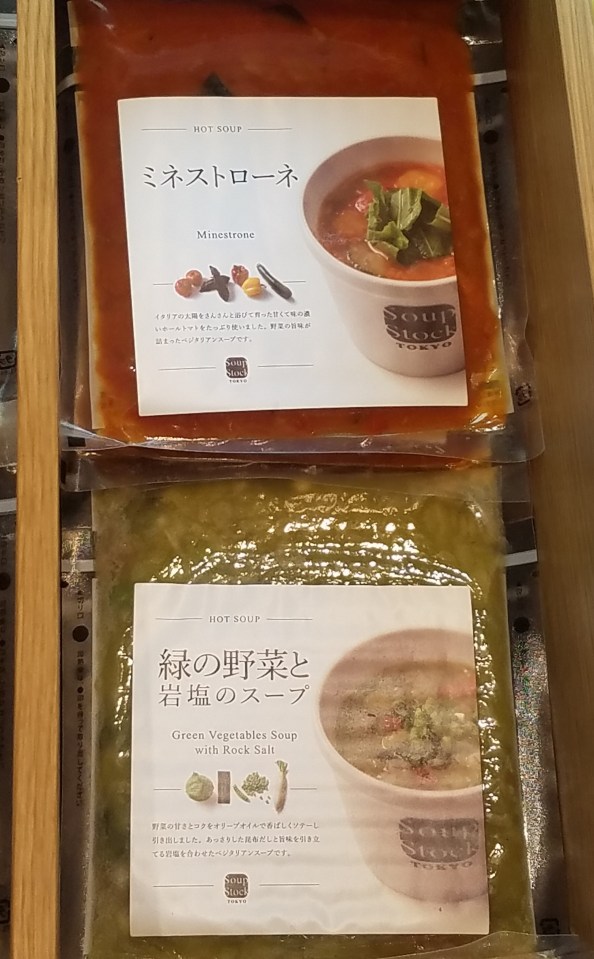 HOT SOUP
ミネストローネ
Minestrone
イタリアの太陽をさんさんと浴びて育った甘くて味の濃
いホールトマトをたっぷり使いました。野菜の旨味が
詰まったベジタリアンスープです。
Soup
Stock
TOKYO
Soup
Stock
TOKYO
HOT SOUP
緑の野菜と
岩塩のスープ
Green Vegetables Soup
with Rock Salt
野菜の甘さとコクをオリーブオイルで香ばしくソテーし
引き出しました。あっさりした昆布だしと旨味を引き立
てる岩塩を合わせたベジタリアンスープです。
Soup
Stock
TOKYO
Soup
Stock
TOKYO